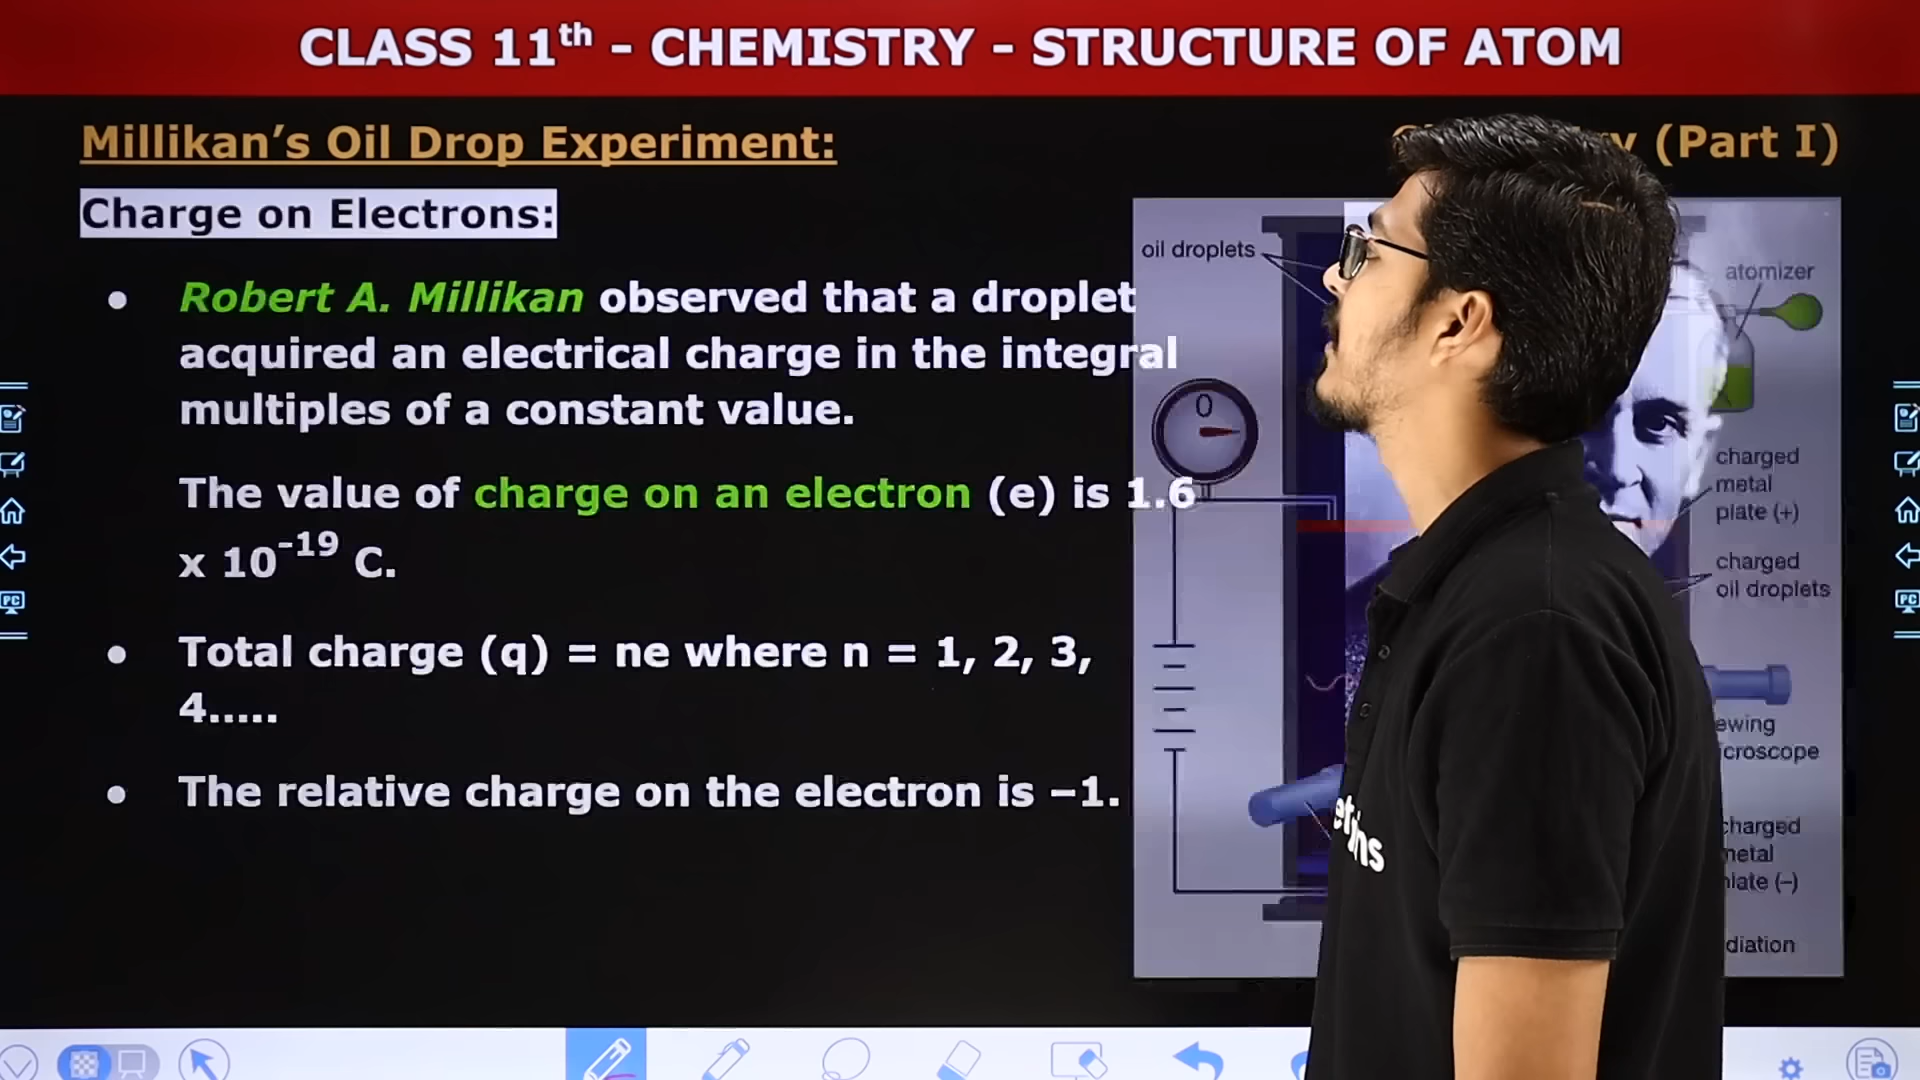 CLASS 11th - CHEMISTRY - STRUCTURE OF ATOM
Millikan’s Oil Drop Experiment:
(Part I)
Charge on Electrons:
● Robert A. Millikan observed that a droplet
acquired an electrical charge in the integral
multiples of a constant value.
The value of charge on an electron (e) is 1.6
x 10-19 C.
● Total charge (q) = ne where n = 1, 2, 3,
4.....
● The relative charge on the electron is –1.
oil droplets
atomizer
0
charged
metal
plate (+)
charged
oil droplets
charged
metal
plate (–)
PC
PC